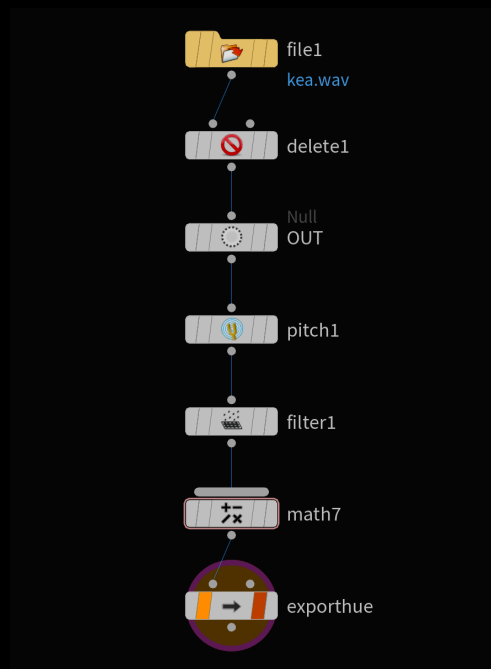 file1
kea.wav
delete1
Null
OUT
pitch1
filter1
math7
exporthue